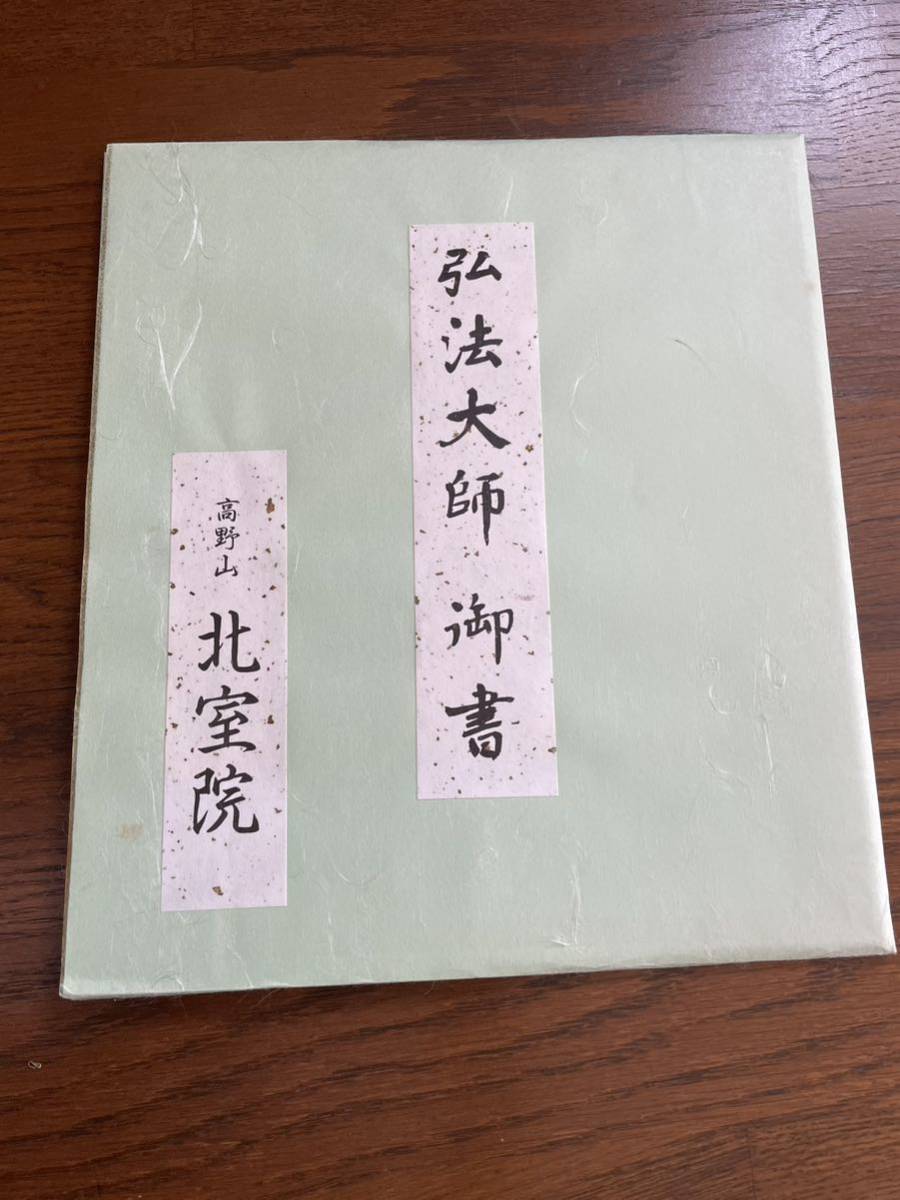 弘法大師 御書
高野山 北室院